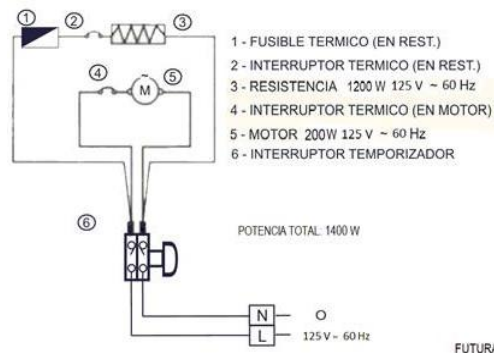 1
2
3
1 - FUSIBLE TERMICO (EN REST.)
2 - INTERRUPTOR TERMICO (EN REST.)
3 - RESISTENCIA 1200 W 125 V ~ 60 Hz
4 - INTERRUPTOR TERMICO (EN MOTOR)
5 - MOTOR 200W 125 V ~ 60 Hz
6 - INTERRUPTOR TEMPORIZADOR
4
~
M
5
6
POTENCIA TOTAL: 1400 W
N O
L 125 V ~ 60 Hz
FUTURA